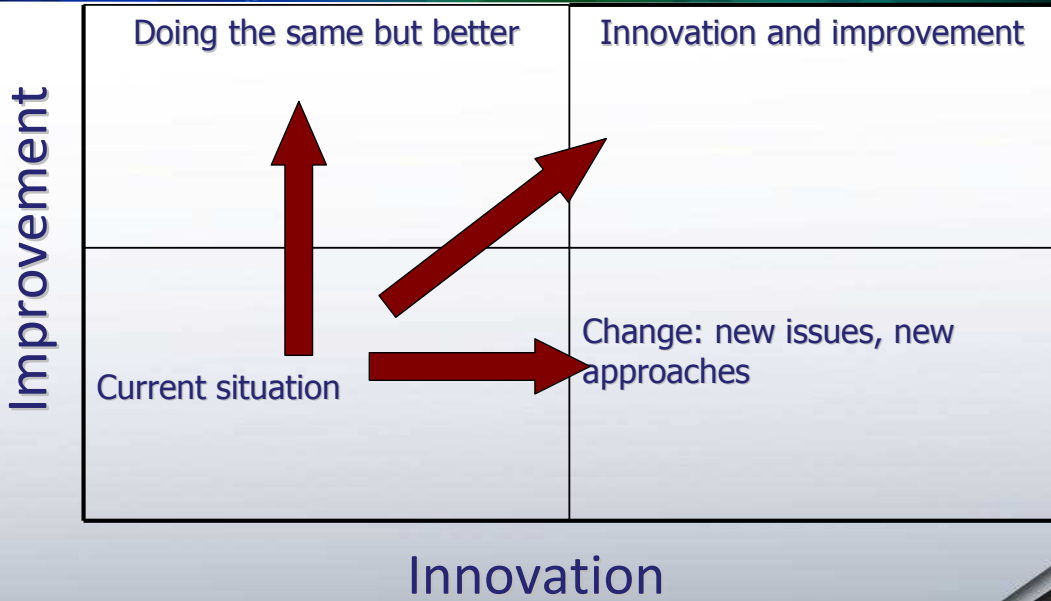 Doing the same but better
Innovation and improvement
Improvement
Current situation
Change: new issues, new
approaches
Innovation